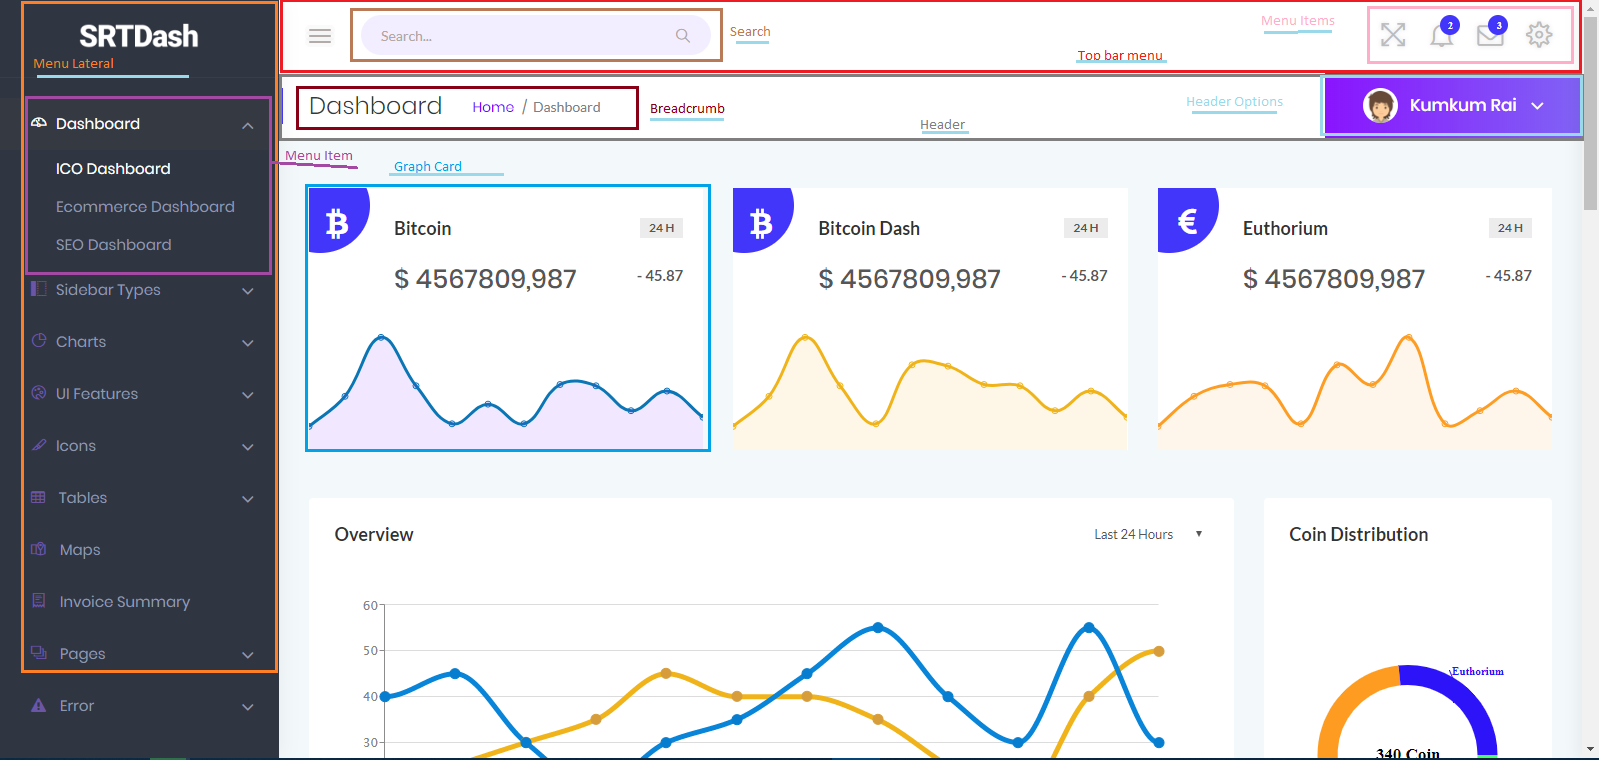 SRTDash
Menu Lateral
Dashboard
ICO Dashboard
Ecommerce Dashboard
SEO Dashboard
Sidebar Types
Charts
UI Features
Icons
Tables
Maps
Invoice Summary
Pages
Error
Search...
Search
Menu Items
2
3
Top bar menu
Dashboard
Home / Dashboard
Breadcrumb
Header
Header Options
Kumkum Rai
Menu Item
Graph Card
Bitcoin
24 H
$ 4567809,987
- 45.87
Bitcoin Dash
24 H
$ 4567809,987
- 45.87
Euthorium
24 H
$ 4567809,987
- 45.87
Overview
Last 24 Hours
60
50
40
30
Coin Distribution
Euthorium
340 Coin